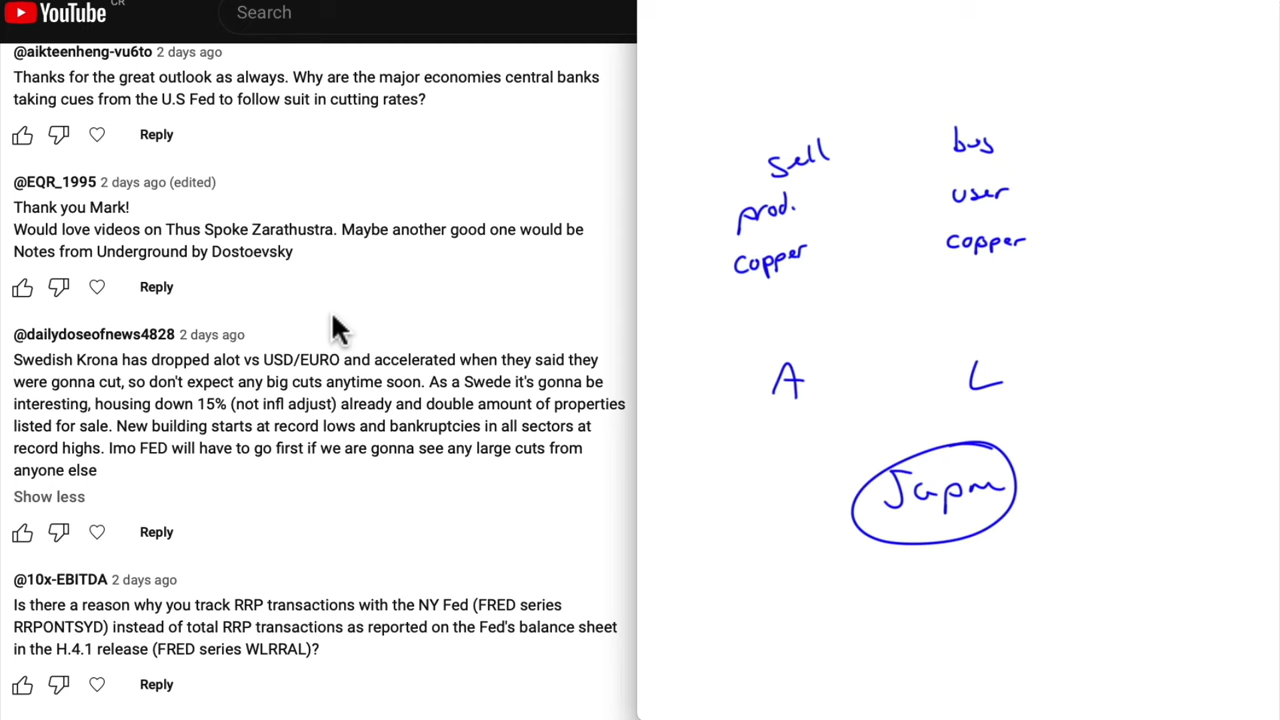 YouTube CR
Search
@aikteenheng-vu6to 2 days ago
Thanks for the great outlook as always. Why are the major economies central banks
taking cues from the U.S Fed to follow suit in cutting rates?
Reply
@EQR_1995 2 days ago (edited)
Thank you Mark!
Would love videos on Thus Spoke Zarathustra. Maybe another good one would be
Notes from Underground by Dostoevsky
Reply
@dailydoseofnews4828 2 days ago
Swedish Krona has dropped alot vs USD/EURO and accelerated when they said they
were gonna cut, so don't expect any big cuts anytime soon. As a Swede it's gonna be
interesting, housing down 15% (not infl adjust) already and double amount of properties
listed for sale. New building starts at record lows and bankruptcies in all sectors at
record highs. Imo FED will have to go first if we are gonna see any large cuts from
anyone else
Show less
Reply
@10x-EBITDA 2 days ago
Is there a reason why you track RRP transactions with the NY Fed (FRED series
RRPONTSYD) instead of total RRP transactions as reported on the Fed's balance sheet
in the H.4.1 release (FRED series WLRRAL)?
Reply
sell buy
prod. user
copper copper
A L
Japan